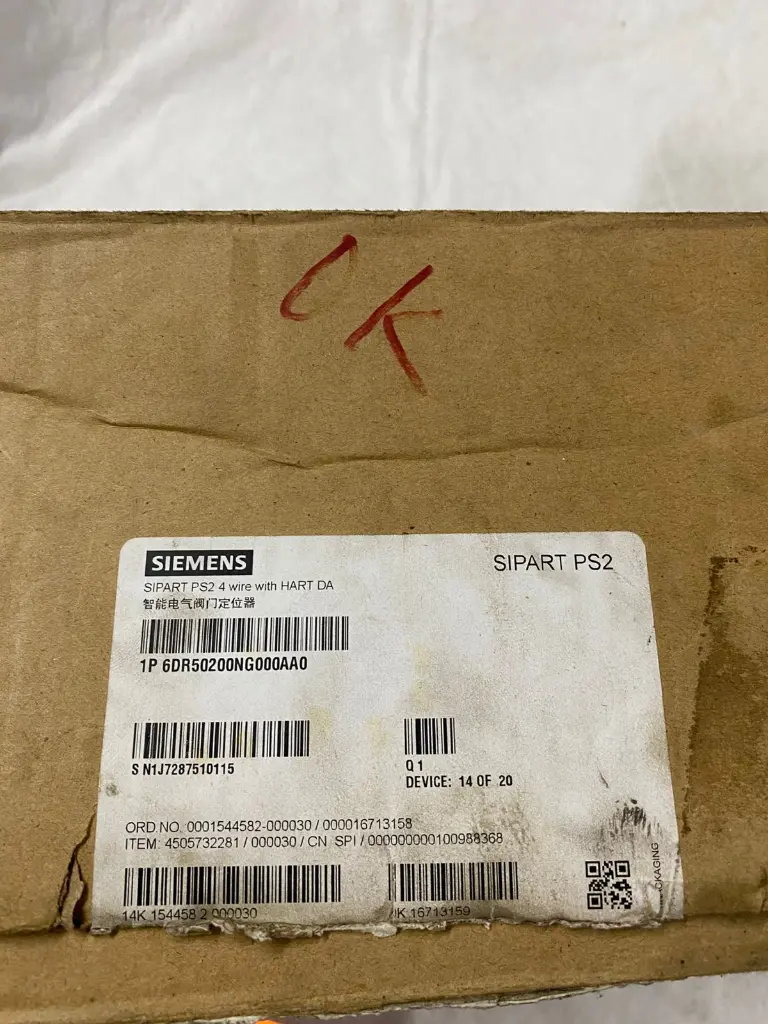 CK
SIEMENS
SIPART PS2
SIPART PS2 4 wire with HART DA
智能电气阀门定位器
1P 6DR50200NG000AA0
S N1J7287510115
Q 1
DEVICE: 14 OF 20
ORD NO. 0001544582-000030 / 000016713158
ITEM: 4505732281 / 000030 / CN SPI / 000000000100988368
14K 154458 2 000030
1K 16713159